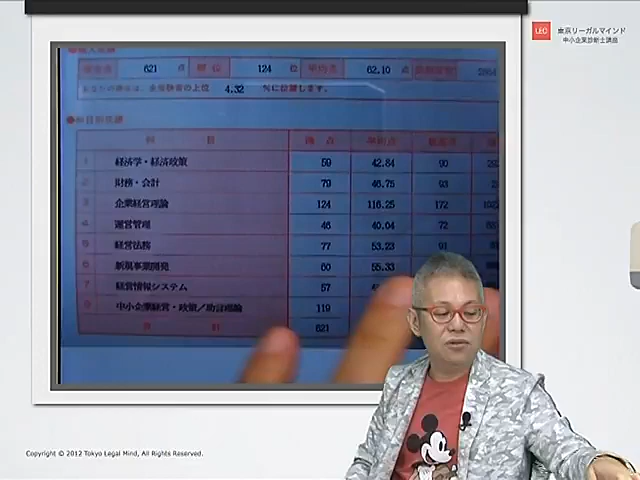 LEC 東京リーガルマインド
中小企業診断士講座
621 点 順位 124 位 平均点 62.10 点
あなたの得点は、全受験者の上位 4.32 %に位置します。
科目 得点 平均点
1 経済学・経済政策 59 42.84 90
2 財務・会計 79 46.75 93
3 企業経営理論 124 116.25 172
4 運営管理 46 40.04 72
5 経営法務 77 53.23 91
6 新規事業開発 60 55.33
7 経営情報システム 57
8 中小企業経営・政策/助言理論 119
合計 621
Copyright © 2012 Tokyo Legal Mind, All Rights Reserved.